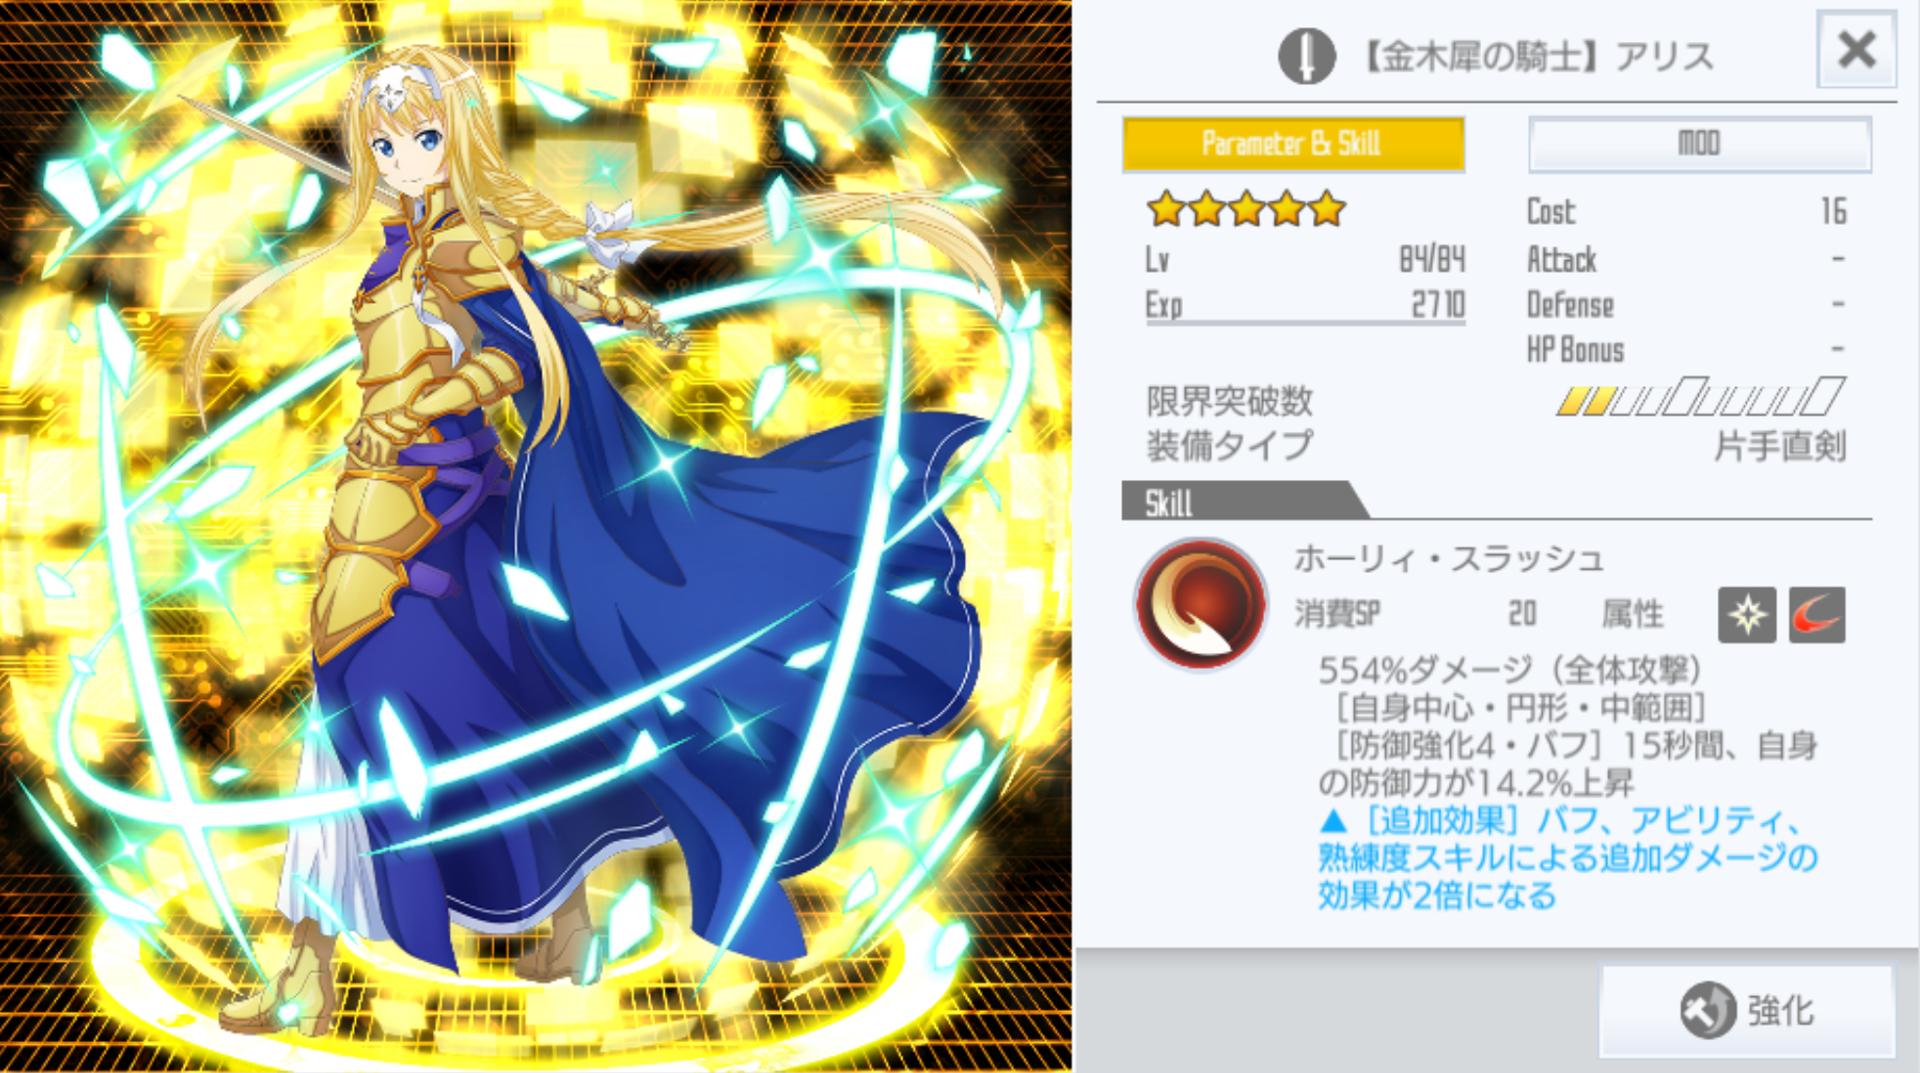 【金木犀の騎士】アリス
Parameter & Skill
MOD
Cost 16
Lv 84/84
Attack -
Exp 2710
Defense -
HP Bonus -
限界突破数
装備タイプ 片手直剣
Skill
ホーリィ・スラッシュ
消費SP 20 属性
554%ダメージ（全体攻撃）
［自身中心・円形・中範囲］
［防御強化4・バフ］15秒間、自身
の防御力が14.2%上昇
▲［追加効果］バフ、アビリティ、
熟練度スキルによる追加ダメージの
効果が2倍になる
強化